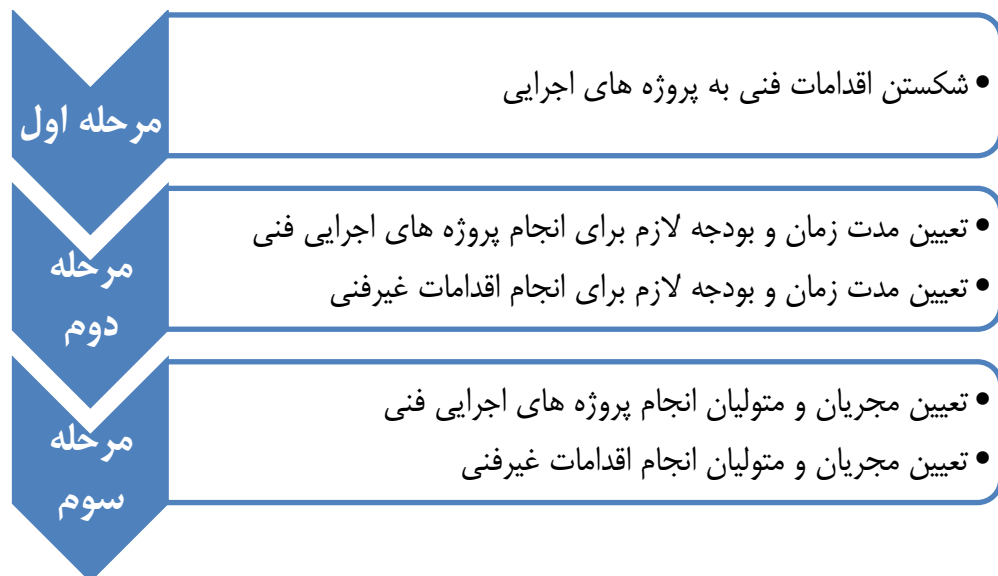 مرحله اول
• شکستن اقدامات فنی به پروژه های اجرایی
مرحله
دوم
• تعیین مدت زمان و بودجه لازم برای انجام پروژه های اجرایی فنی
• تعیین مدت زمان و بودجه لازم برای انجام اقدامات غیرفنی
مرحله
سوم
• تعیین مجریان و متولیان انجام پروژه های اجرایی فنی
• تعیین مجریان و متولیان انجام اقدامات غیرفنی